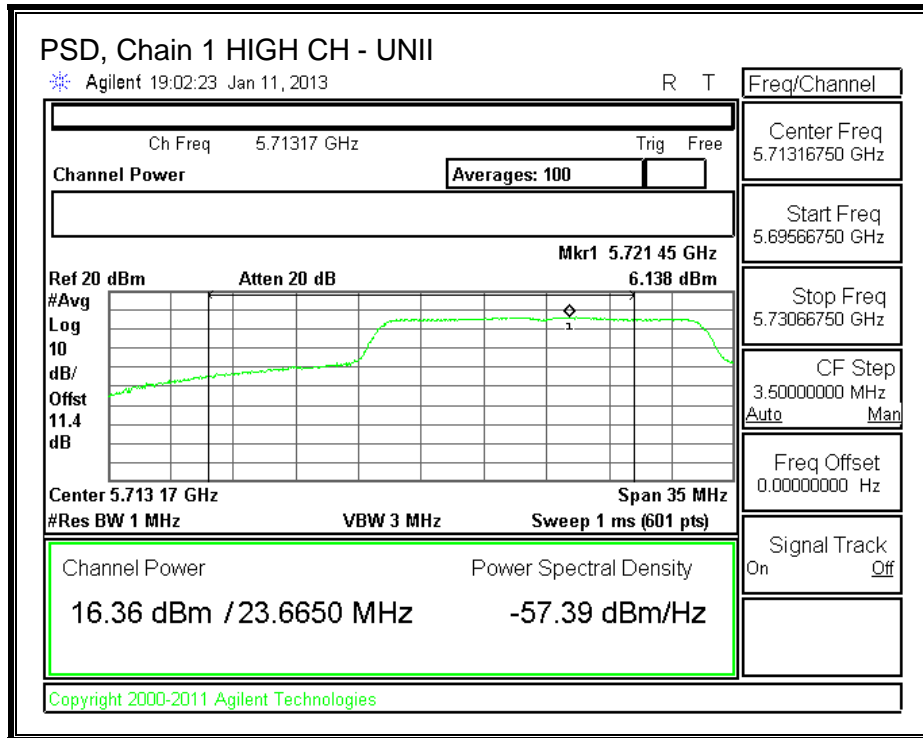 PSD, Chain 1 HIGH CH - UNII
Agilent 19:02:23 Jan 11, 2013 R T
Freq/Channel
Ch Freq 5.71317 GHz Trig Free
Channel Power Averages: 100
Mkr1 5.721 45 GHz
Ref 20 dBm Atten 20 dB 6.138 dBm
#Avg
Log
10
dB/
Offst
11.4
dB
1
Center 5.713 17 GHz Span 35 MHz
#Res BW 1 MHz VBW 3 MHz Sweep 1 ms (601 pts)
Channel Power Power Spectral Density
16.36 dBm / 23.6650 MHz -57.39 dBm/Hz
Center Freq
5.71316750 GHz
Start Freq
5.69566750 GHz
Stop Freq
5.73066750 GHz
CF Step
3.50000000 MHz
Auto Man
Freq Offset
0.00000000 Hz
Signal Track
On Off
Copyright 2000-2011 Agilent Technologies